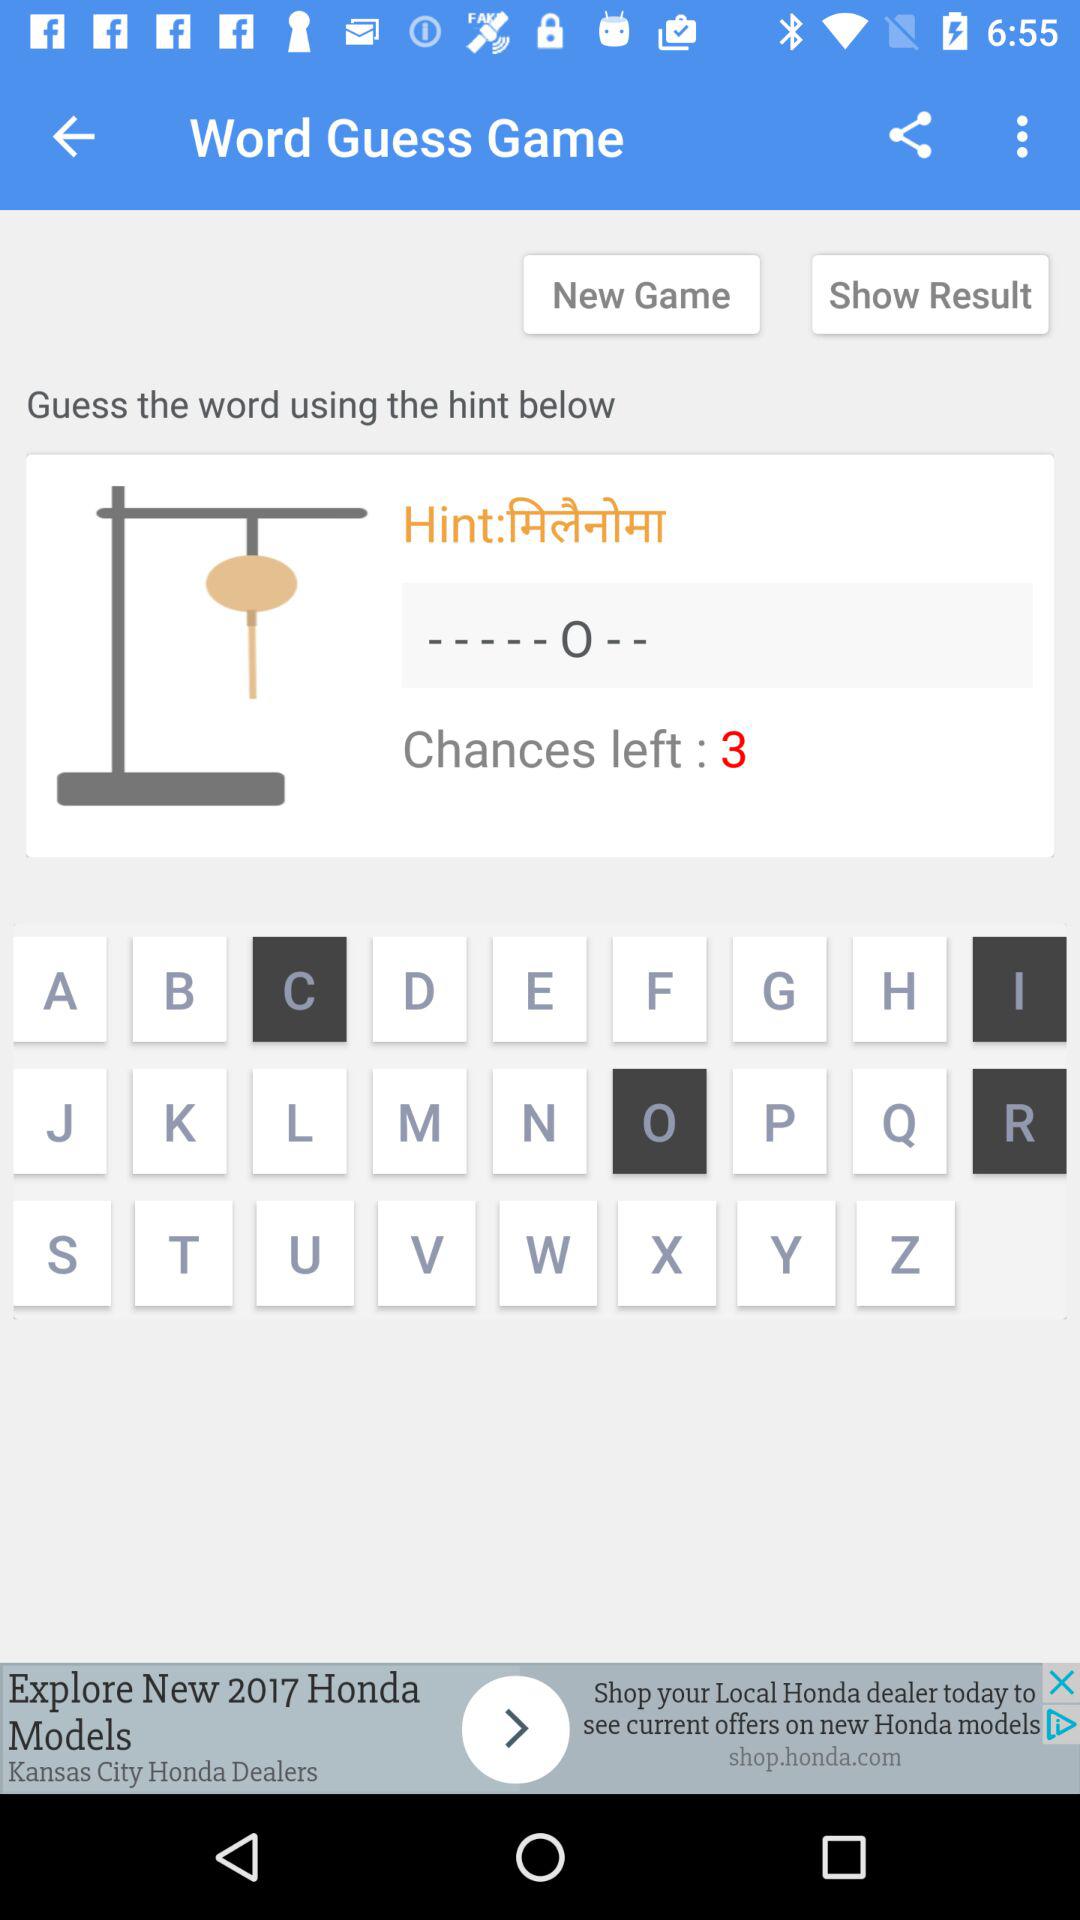 FAKE
6:55
Word Guess Game
New Game Show Result
Guess the word using the hint below
Hint:मिलैनोमा
- - - - - O - -
Chances left : 3
A B C D E F G H I
J K L M N O P Q R
S T U V W X Y Z
Explore New 2017 Honda
Models
Kansas City Honda Dealers
Shop your Local Honda dealer today to
see current offers on new Honda models
shop.honda.com